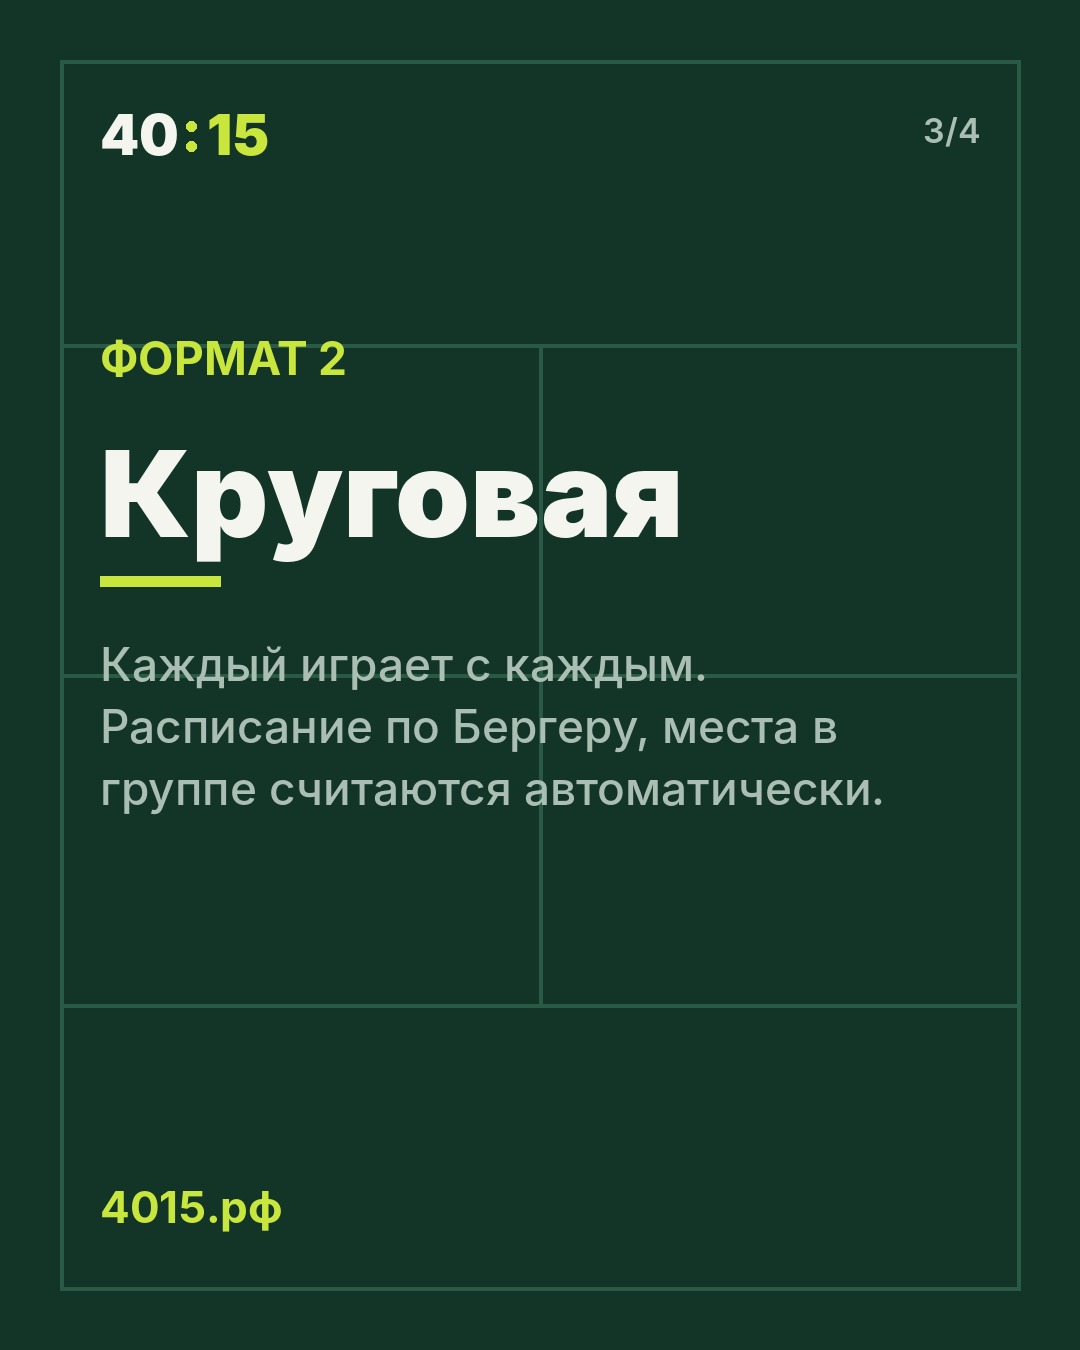 40:15
3/4
ФОРМАТ 2
Круговая
Каждый играет с каждым.
Расписание по Бергеру, места в
группе считаются автоматически.
4015.рф